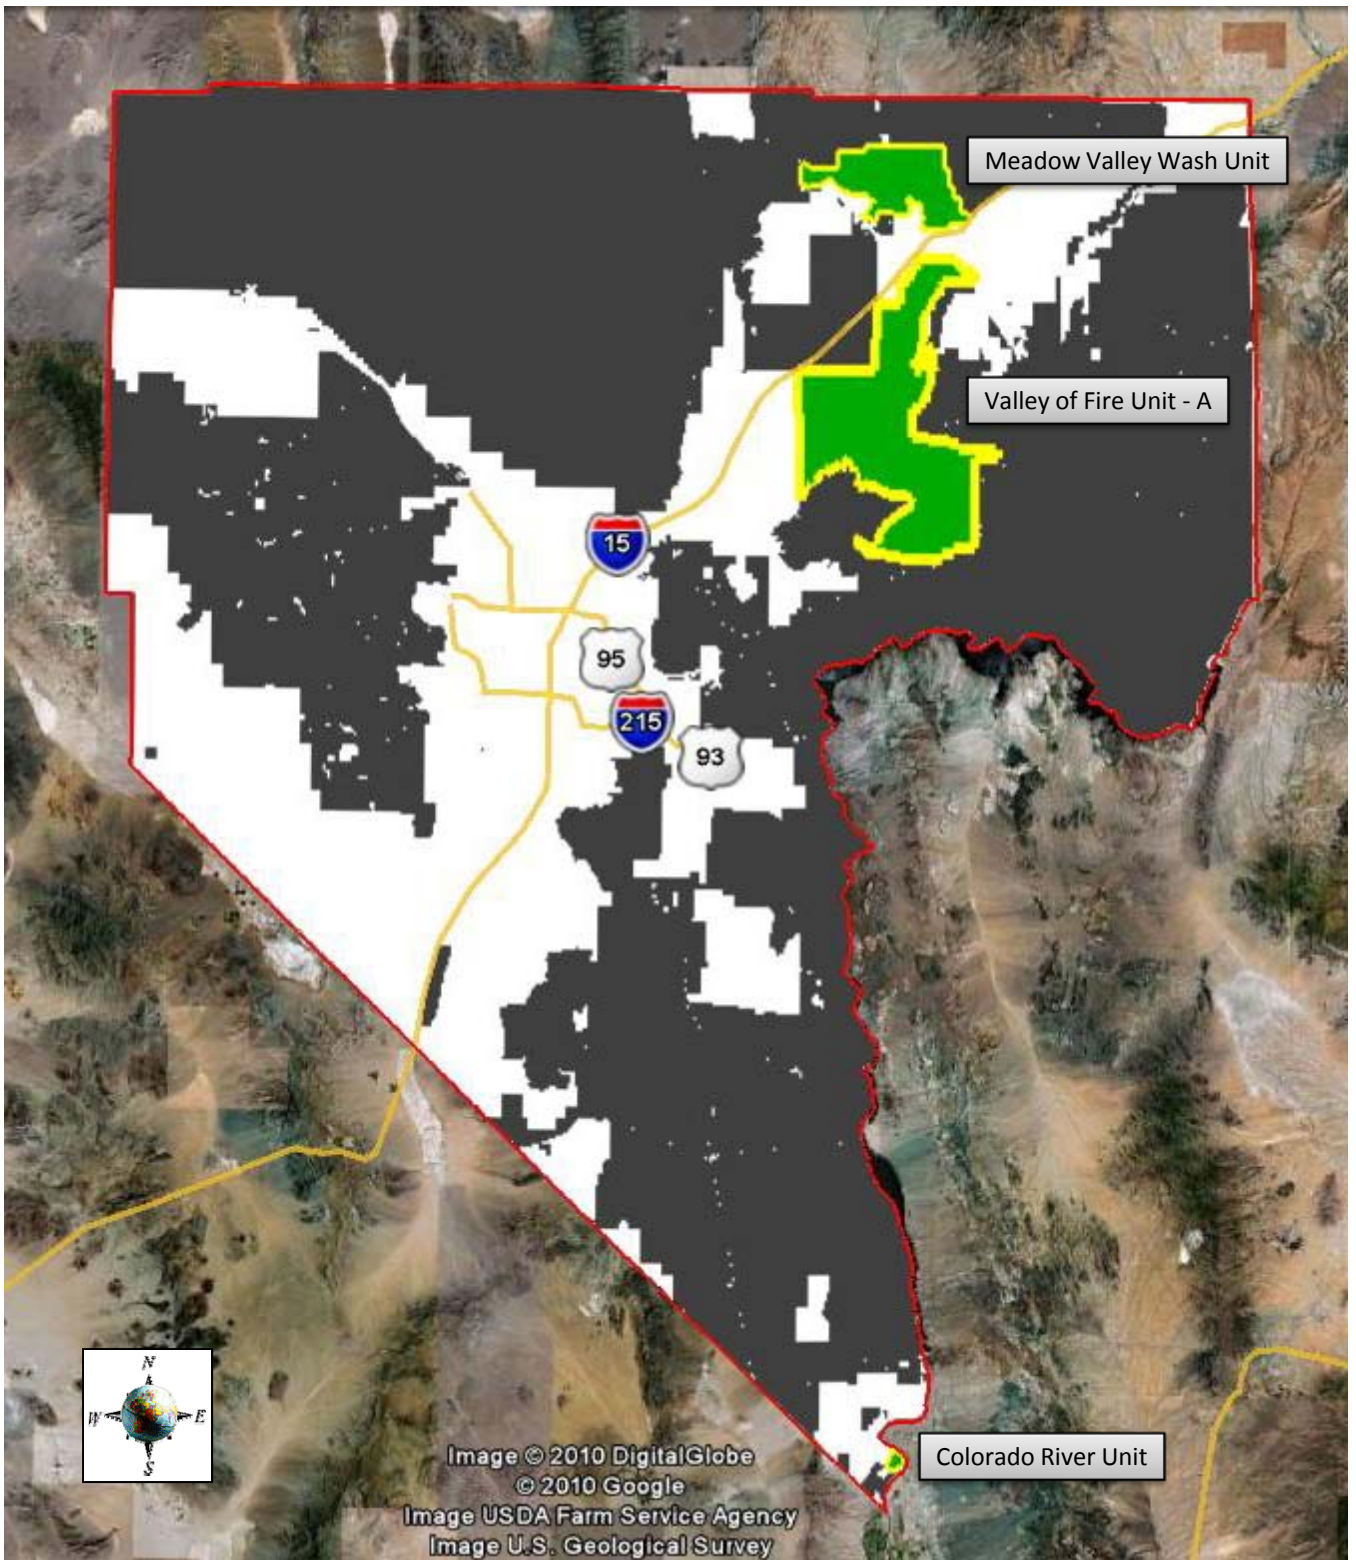 Meadow Valley Wash Unit
Valley of Fire Unit - A
15
95
215
93
N
W E
S
Colorado River Unit
Image © 2010 DigitalGlobe
© 2010 Google
Image USDA Farm Service Agency
Image U.S. Geological Survey